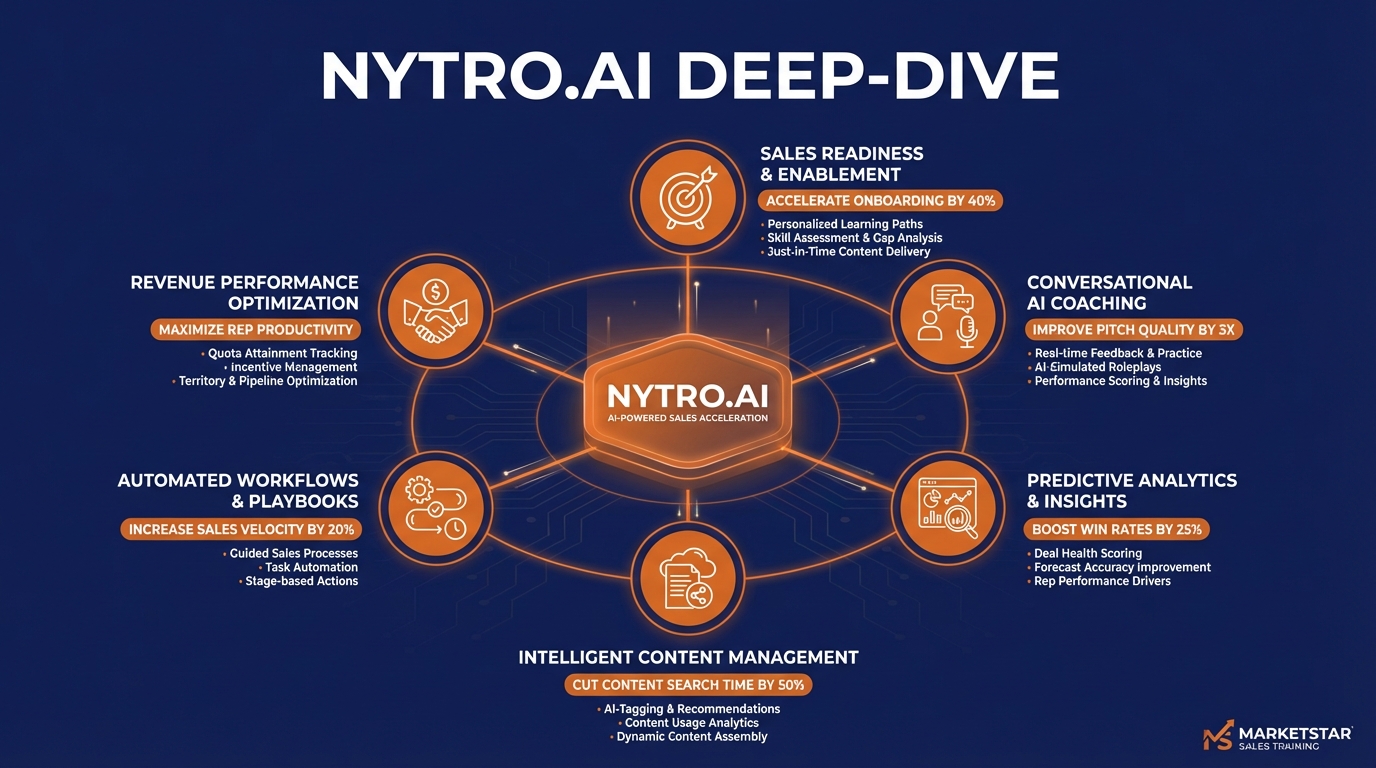 NYTRO.AI DEEP-DIVE
SALES READINESS
& ENABLEMENT
ACCELERATE ONBOARDING BY 40%
• Personalized Learning Paths
• Skill Assessment & Gap Analysis
• Just-in-Time Content Delivery
REVENUE PERFORMANCE
OPTIMIZATION
MAXIMIZE REP PRODUCTIVITY
• Quota Attainment Tracking
• Incentive Management
• Territory & Pipeline Optimization
CONVERSATIONAL
AI COACHING
IMPROVE PITCH QUALITY BY 3X
• Real-time Feedback & Practice
• AI-Simulated Roleplays
• Performance Scoring & Insights
NYTRO.AI
AI-POWERED SALES ACCELERATION
AUTOMATED WORKFLOWS
& PLAYBOOKS
INCREASE SALES VELOCITY BY 20%
• Guided Sales Processes
• Task Automation
• Stage-based Actions
PREDICTIVE ANALYTICS
& INSIGHTS
BOOST WIN RATES BY 25%
• Deal Health Scoring
• Forecast Accuracy Improvement
• Rep Performance Drivers
INTELLIGENT CONTENT MANAGEMENT
CUT CONTENT SEARCH TIME BY 50%
• AI-Tagging & Recommendations
• Content Usage Analytics
• Dynamic Content Assembly
MARKETSTAR
SALES TRAINING